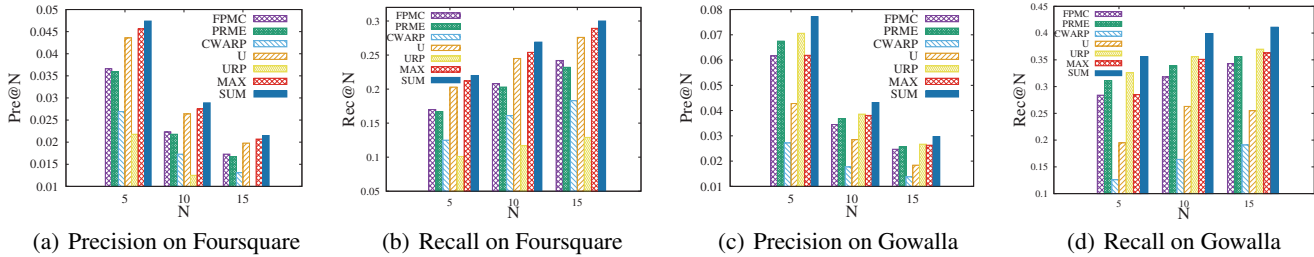 0.05
0.045
0.04
0.035
0.03
0.025
0.02
0.015
0.01
Pre@N
FPMC
PRME
CWARP
U
URP
MAX
SUM
5
10
15
N
(a) Precision on Foursquare
0.3
0.25
0.2
0.15
0.1
0.05
Rec@N
FPMC
PRME
CWARP
U
URP
MAX
SUM
5
10
15
N
(b) Recall on Foursquare
0.08
0.07
0.06
0.05
0.04
0.03
0.02
0.01
Pre@N
FPMC
PRME
CWARP
U
URP
MAX
SUM
5
10
15
N
(c) Precision on Gowalla
0.45
0.4
0.35
0.3
0.25
0.2
0.15
0.1
Rec@N
FPMC
PRME
CWARP
U
URP
MAX
SUM
5
10
15
N
(d) Recall on Gowalla